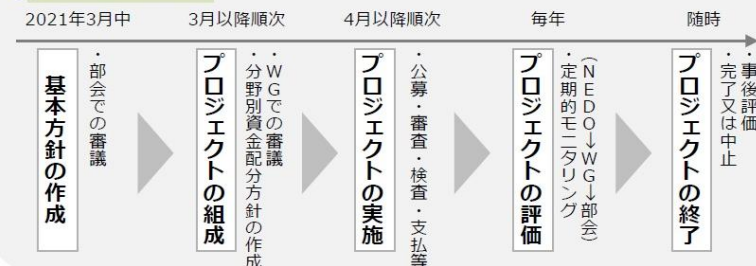 2021年3月中
3月以降順次
4月以降順次
毎年
随時
基本方針の作成
・部会での審議
プロジェクトの組成
・WGでの審議
・分野別資金配分方針の作成
プロジェクトの実施
・公募・審査・検査・支払等
プロジェクトの評価
・定期的モニタリング
(NEDO→WG→部会)
プロジェクトの終了
・事後評価
・完了又は中止